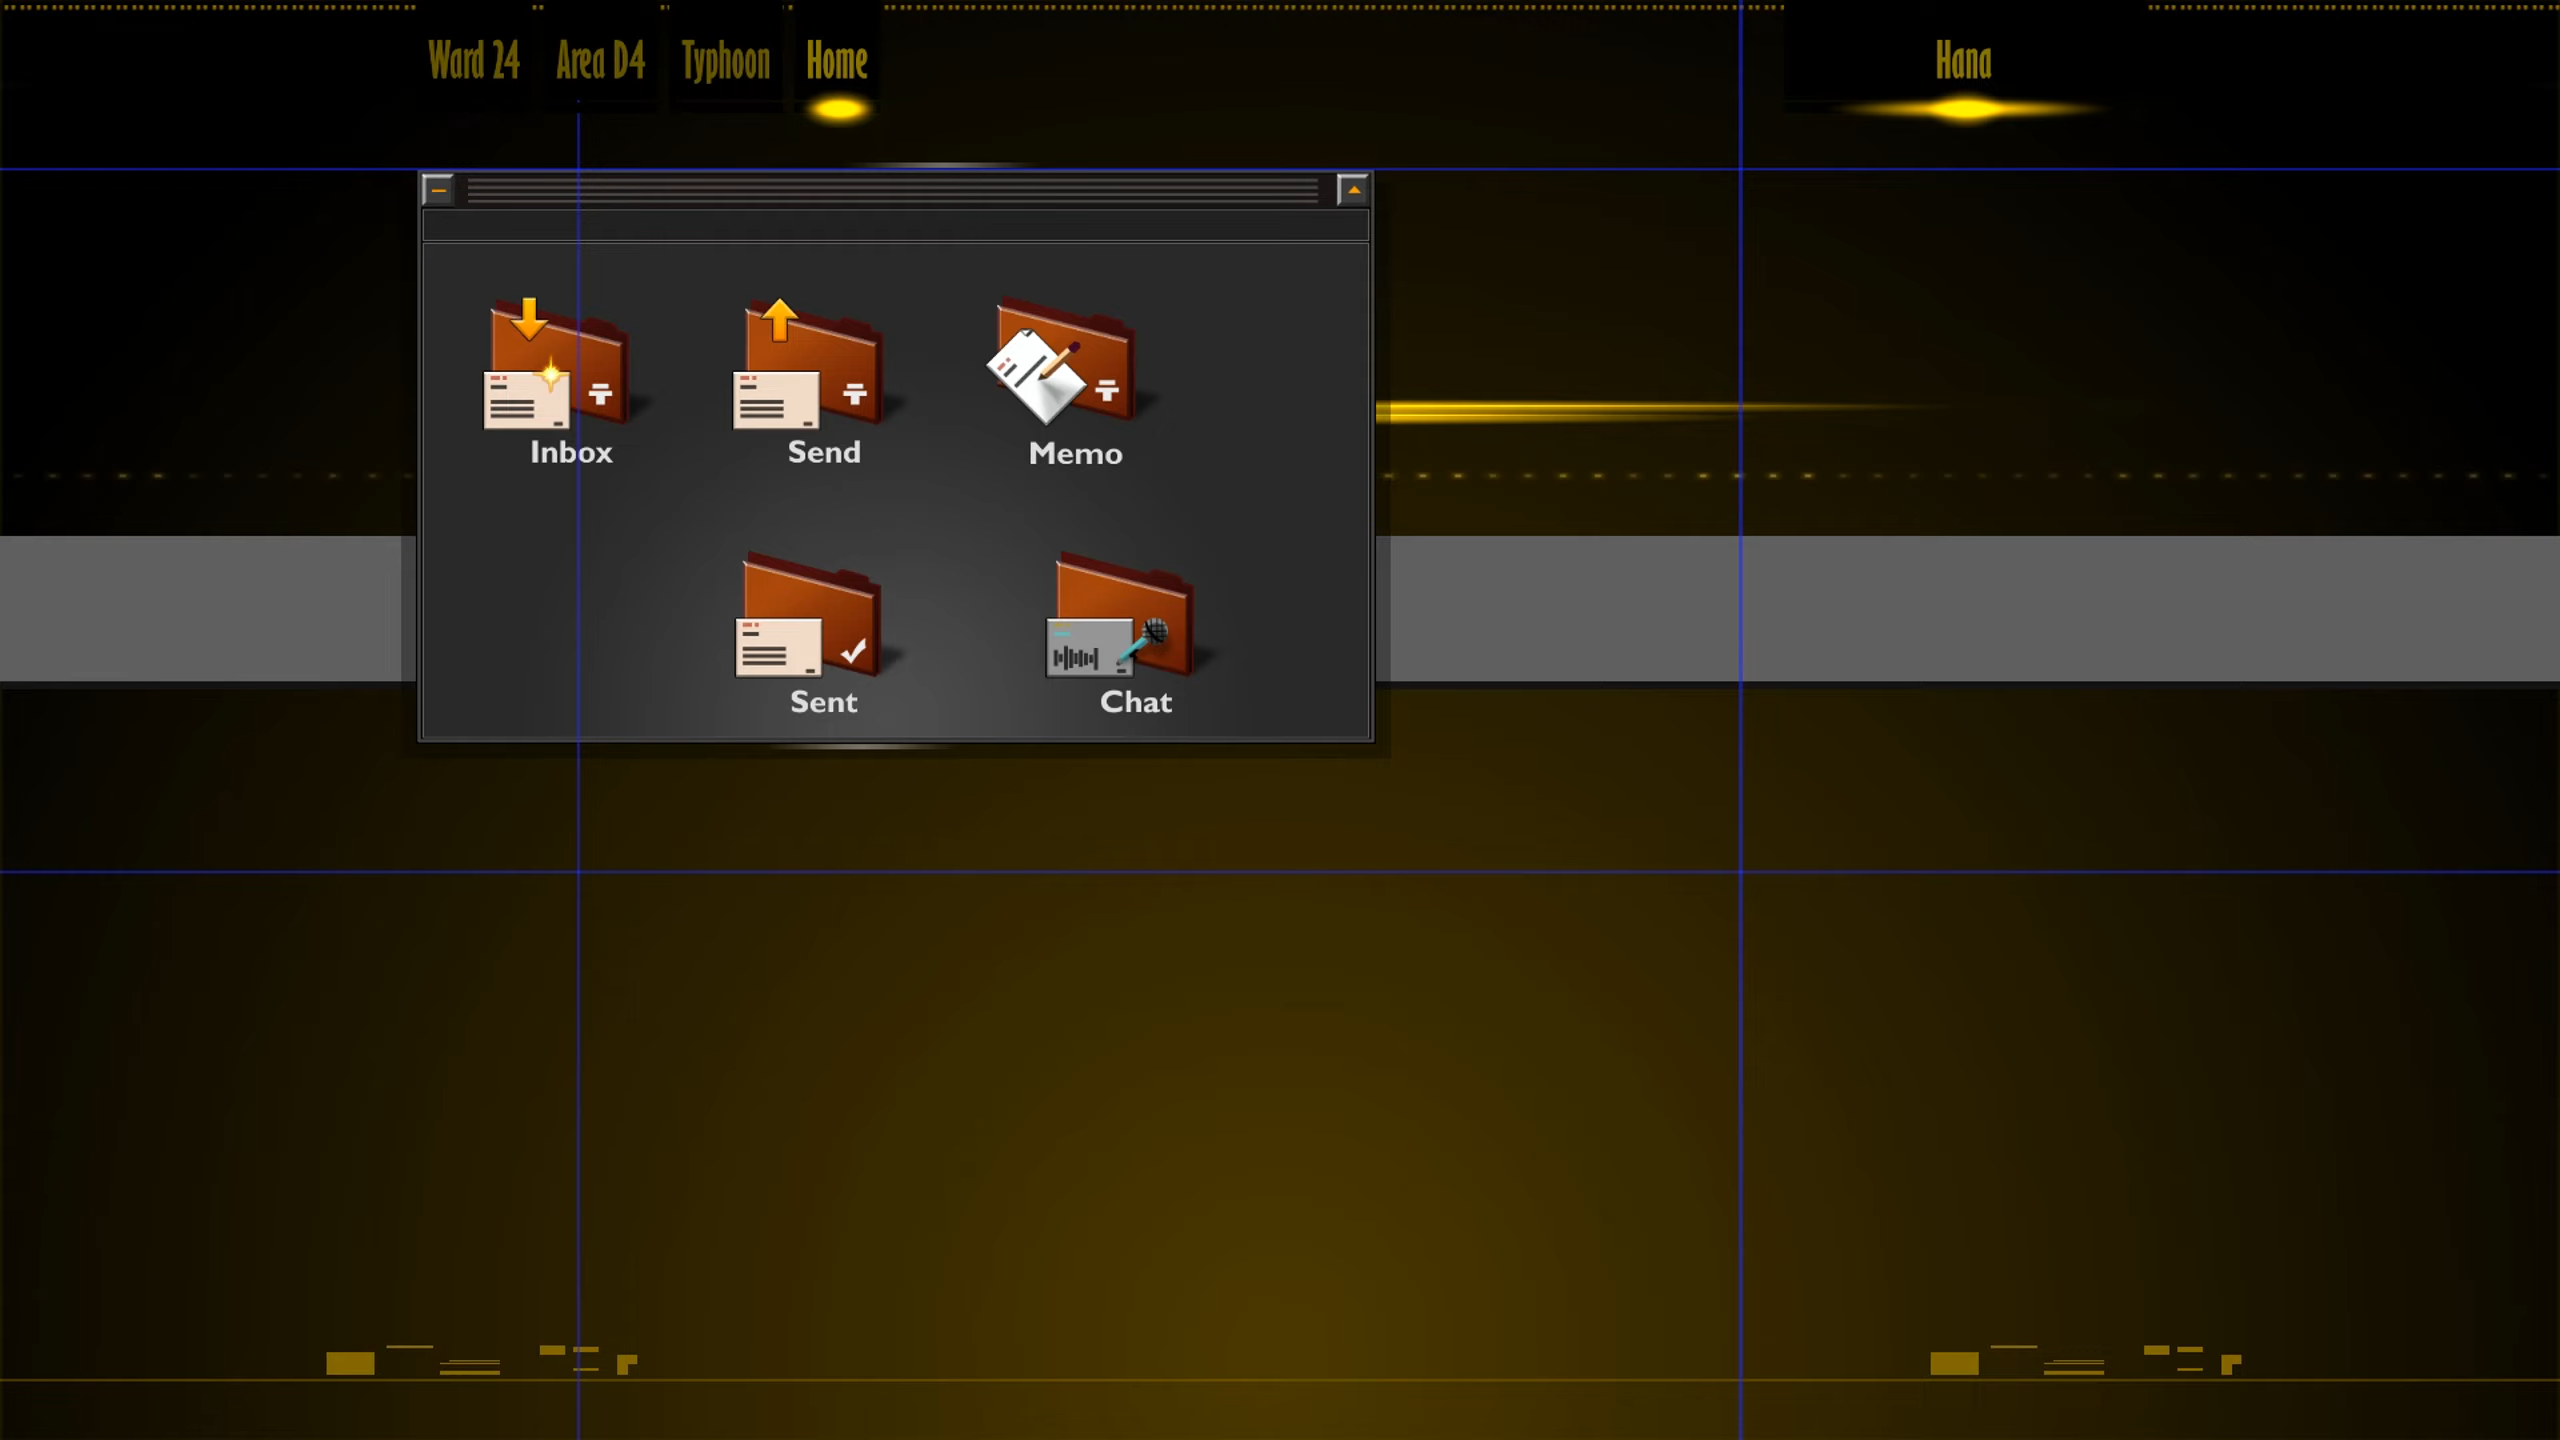 Ward 24
Area D4
Typhoon
Home
Hana
Inbox
Send
Memo
Sent
Chat